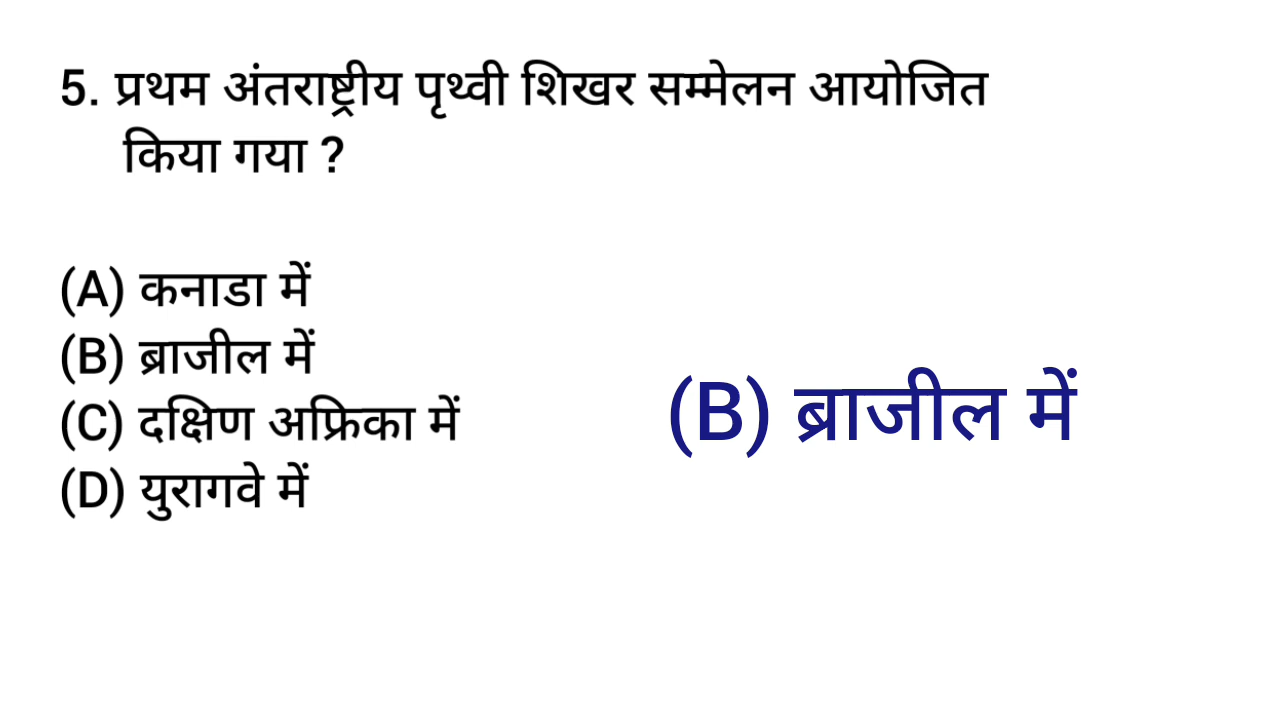 5. प्रथम अंतराष्ट्रीय पृथ्वी शिखर सम्मेलन आयोजित
किया गया ?
(A) कनाडा में
(B) ब्राजील में
(C) दक्षिण अफ्रिका में
(D) युरागवे में
(B) ब्राजील में